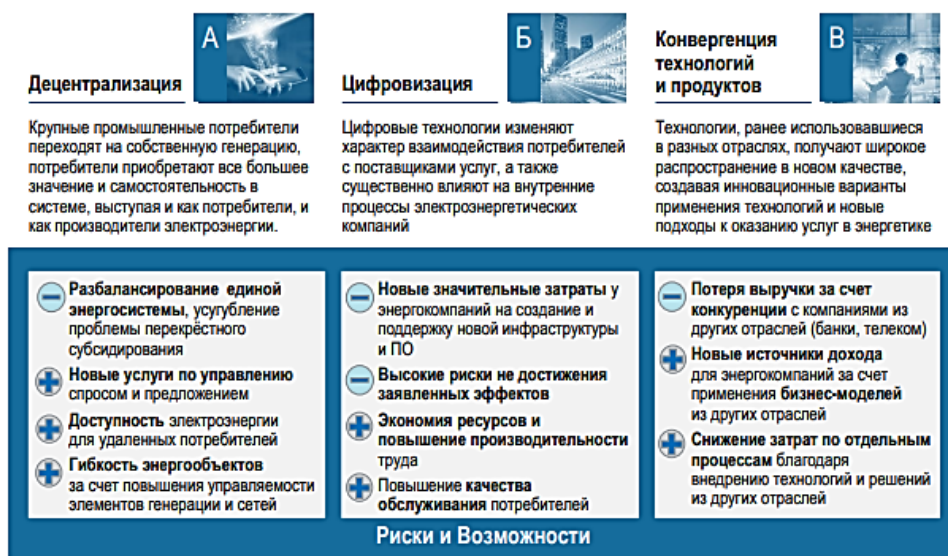 А
Децентрализация
Крупные промышленные потребители
переходят на собственную генерацию,
потребители приобретают все большее
значение и самостоятельность в
системе, выступая и как потребители, и
как производители электроэнергии.
Б
Цифровизация
Цифровые технологии изменяют
характер взаимодействия потребителей
с поставщиками услуг, а также
существенно влияют на внутренние
процессы электроэнергетических
компаний
В
Конвергенция
технологий
и продуктов
Технологии, ранее использовавшиеся
в разных отраслях, получают широкое
распространение в новом качестве,
создавая инновационные варианты
применения технологий и новые
подходы к оказанию услуг в энергетике
− Разбалансирование единой
энергосистемы, усугубление
проблемы перекрёстного
субсидирования
+ Новые услуги по управлению
спросом и предложением
+ Доступность электроэнергии
для удаленных потребителей
+ Гибкость энергообъектов
за счет повышения управляемости
элементов генерации и сетей
− Новые значительные затраты у
энергокомпаний на создание и
поддержку новой инфраструктуры
и ПО
− Высокие риски не достижения
заявленных эффектов
+ Экономия ресурсов и
повышение производительности
труда
+ Повышение качества
обслуживания потребителей
− Потеря выручки за счет
конкуренции с компаниями из
других отраслей (банки, телеком)
+ Новые источники дохода
для энергокомпаний за счет
применения бизнес-моделей
из других отраслей
+ Снижение затрат по отдельным
процессам благодаря
внедрению технологий и решений
из других отраслей
Риски и Возможности